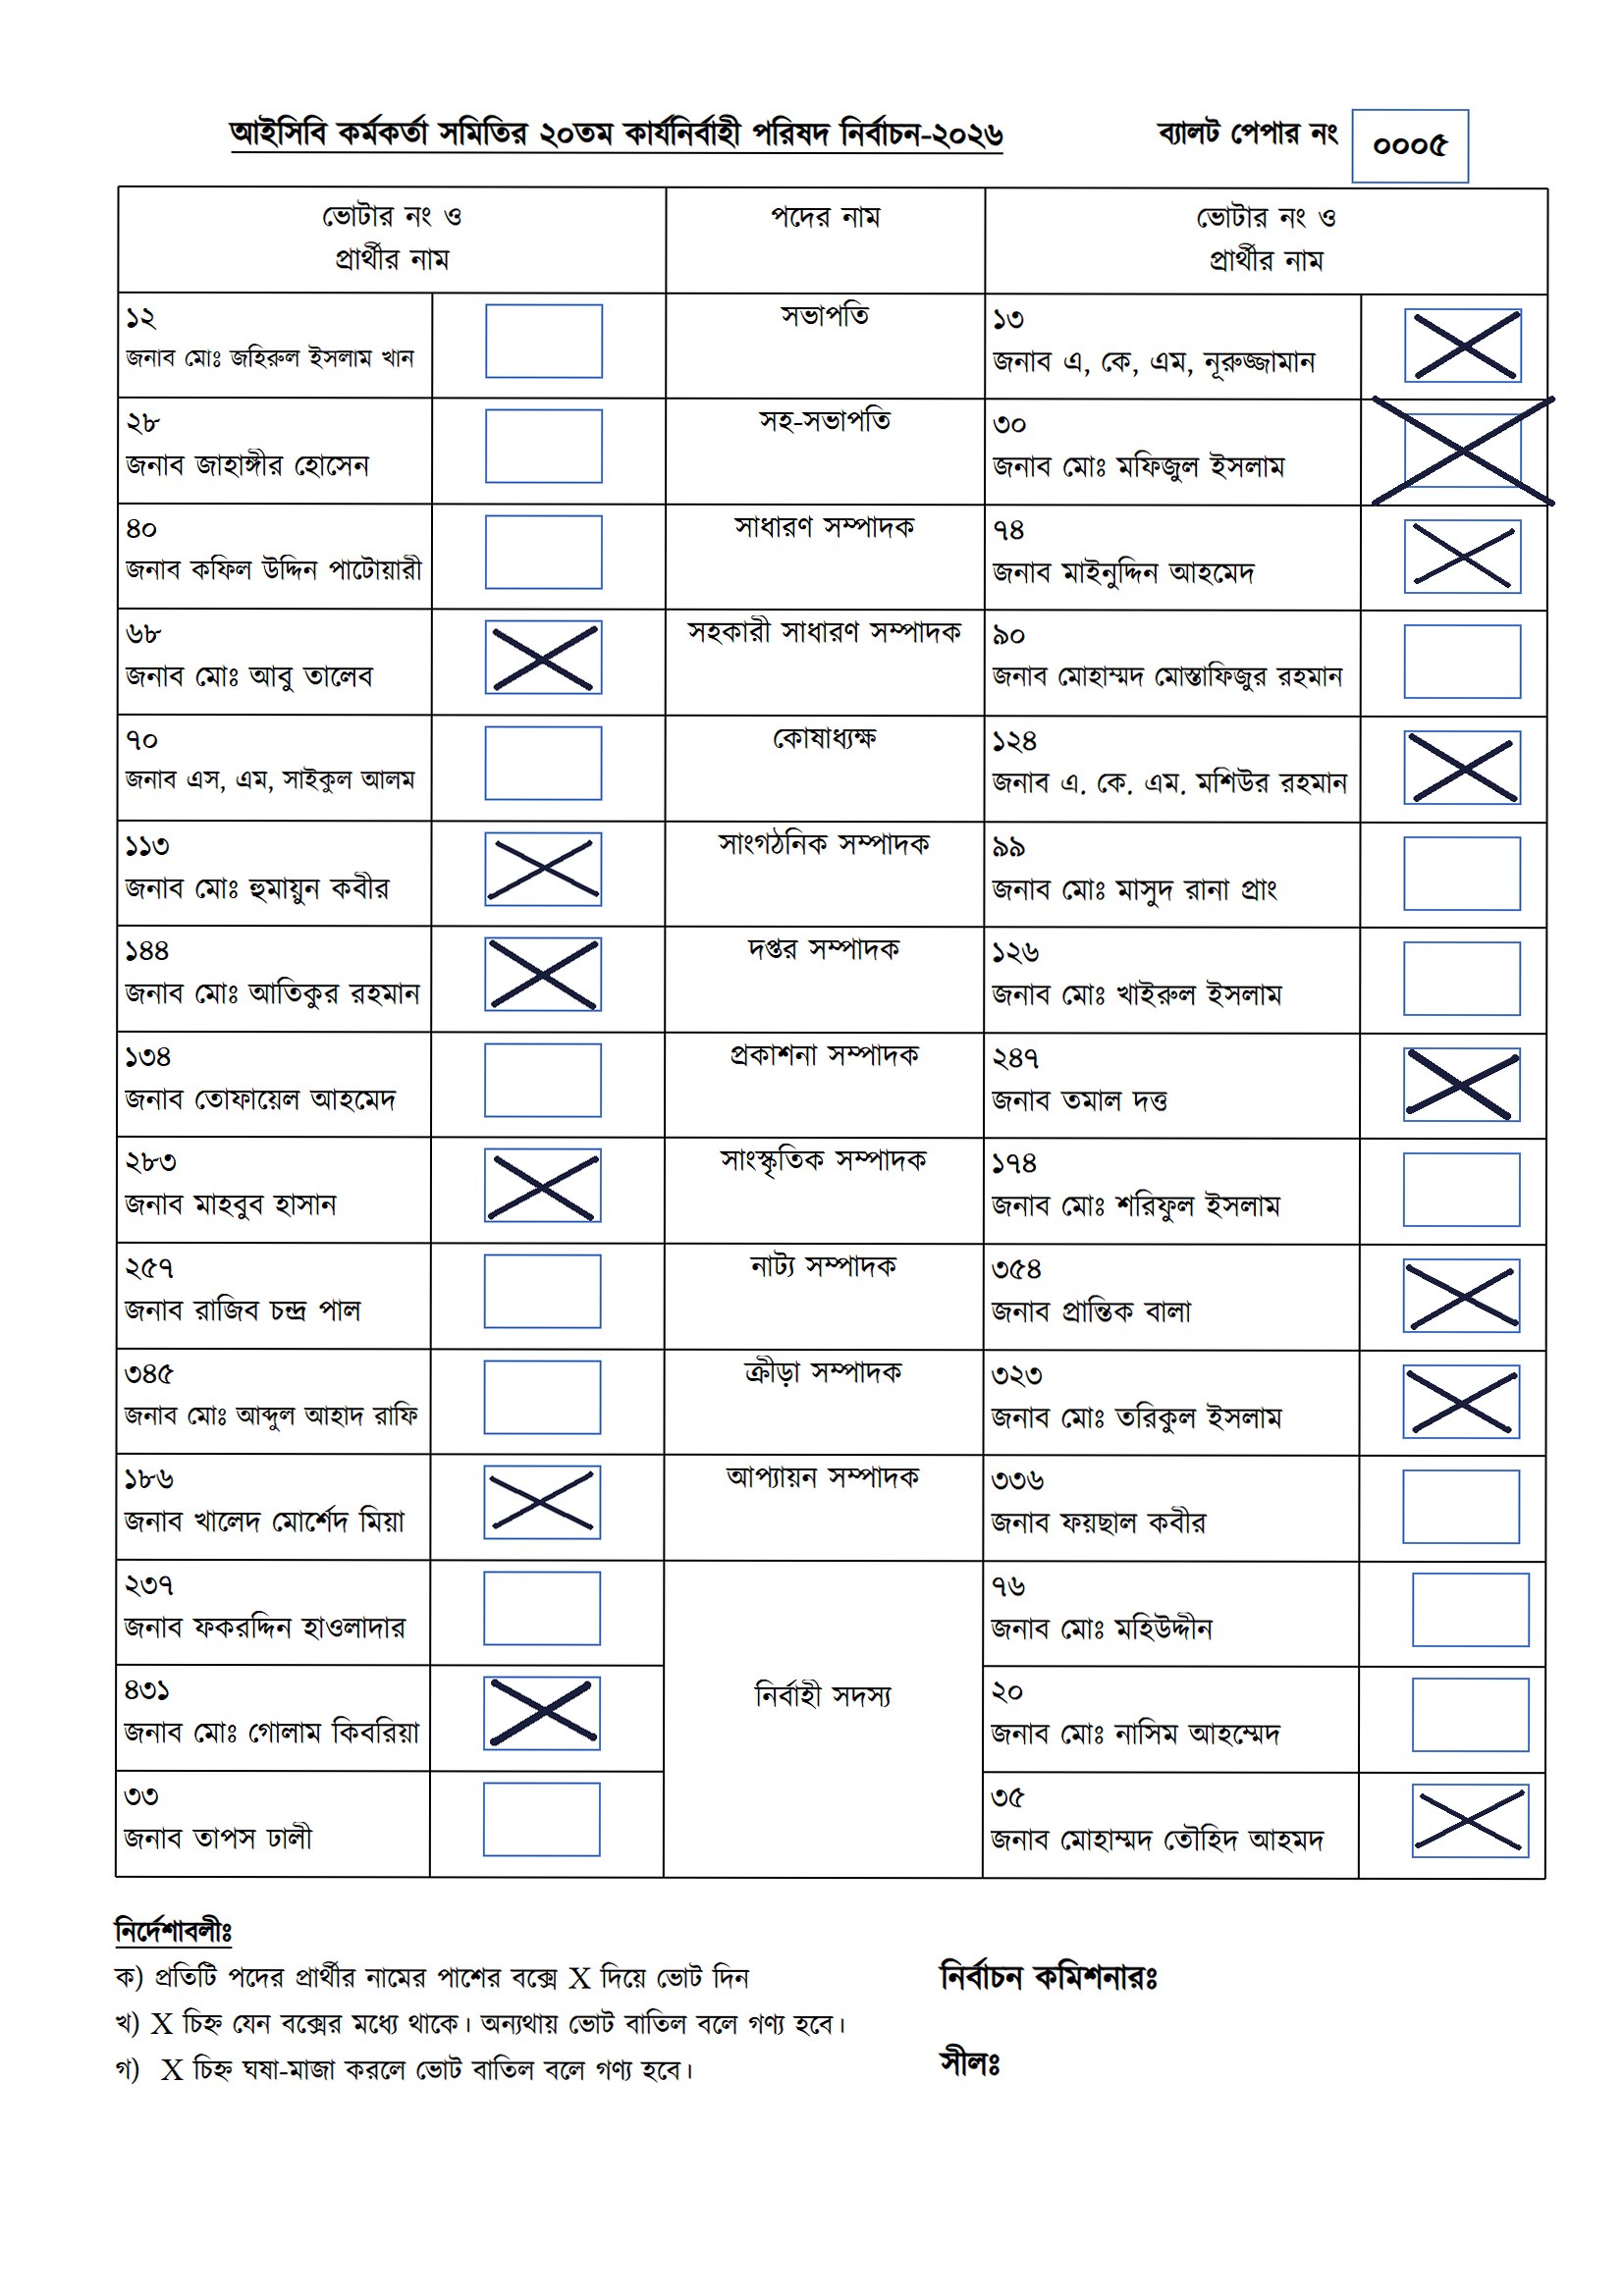 আইসিবি কর্মকর্তা সমিতির ২০তম কার্যনির্বাহী পরিষদ নির্বাচন-২০২৬ ব্যালট পেপার নং ০০০৫
ভোটার নং ও পদের নাম ভোটার নং ও
প্রার্থীর নাম প্রার্থীর নাম
১২ সভাপতি ১৩
জনাব মোঃ জহিরুল ইসলাম খান জনাব এ, কে, এম, নূরুজ্জামান
২৮ সহ-সভাপতি ৩০
জনাব জাহাঙ্গীর হোসেন জনাব মোঃ মফিজুল ইসলাম
৪০ সাধারণ সম্পাদক ৭৪
জনাব কফিল উদ্দিন পাটোয়ারী জনাব মাইনুদ্দিন আহমেদ
৬৮ সহকারী সাধারণ সম্পাদক ৯০
জনাব মোঃ আবু তালেব জনাব মোহাম্মদ মোস্তাফিজুর রহমান
৭০ কোষাধ্যক্ষ ১২৪
জনাব এস, এম, সাইকুল আলম জনাব এ. কে. এম. মশিউর রহমান
১১৩ সাংগঠনিক সম্পাদক ৯৯
জনাব মোঃ হুমায়ুন কবীর জনাব মোঃ মাসুদ রানা প্রাং
১৪৪ দপ্তর সম্পাদক ১২৬
জনাব মোঃ আতিকুর রহমান জনাব মোঃ খাইরুল ইসলাম
১৩৪ প্রকাশনা সম্পাদক ২৪৭
জনাব তোফায়েল আহমেদ জনাব তমাল দত্ত
২৮৩ সাংস্কৃতিক সম্পাদক ১৭৪
জনাব মাহবুব হাসান জনাব মোঃ শরিফুল ইসলাম
২৫৭ নাট্য সম্পাদক ৩৫৪
জনাব রাজিব চন্দ্র পাল জনাব প্রান্তিক বালা
৩৪৫ ক্রীড়া সম্পাদক ৩২৩
জনাব মোঃ আব্দুল আহাদ রাফি জনাব মোঃ তরিকুল ইসলাম
১৮৬ আপ্যায়ন সম্পাদক ৩৩৬
জনাব খালেদ মোর্শেদ মিয়া জনাব ফয়ছাল কবীর
২৩৭ ৭৬
জনাব ফকরদ্দিন হাওলাদার জনাব মোঃ মহিউদ্দীন
৪৩১ নির্বাহী সদস্য ২০
জনাব মোঃ গোলাম কিবরিয়া জনাব মোঃ নাসিম আহম্মেদ
৩৩ ৩৫
জনাব তাপস ঢালী জনাব মোহাম্মদ তৌহিদ আহমদ
নির্দেশাবলীঃ
ক) প্রতিটি পদের প্রার্থীর নামের পাশের বক্সে X দিয়ে ভোট দিন
নির্বাচন কমিশনারঃ
খ) X চিহ্ন যেন বক্সের মধ্যে থাকে। অন্যথায় ভোট বাতিল বলে গণ্য হবে।
গ) X চিহ্ন ঘষা-মাজা করলে ভোট বাতিল বলে গণ্য হবে।
সীলঃ